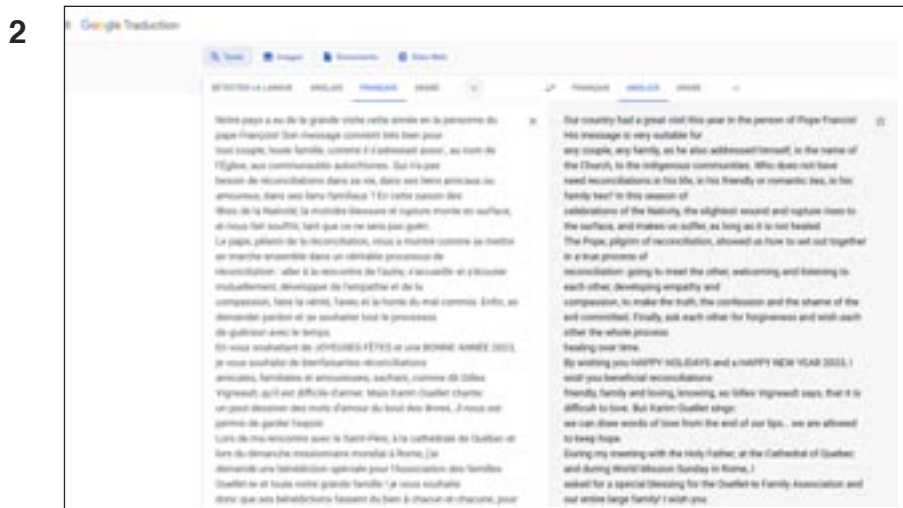 2
Google Traduction
Texte Images Documents Sites Web
DÉTECTER LA LANGUE ANGLAIS FRANÇAIS ARABE
FRANÇAIS ANGLAIS ARABE
Notre pays a eu de la grande visite cette année en la personne du
pape François! Son message convient très bien pour
tout couple, toute famille, comme il s'adressait aussi, au nom de
l'Église, aux communautés autochtones. Qui n'a pas
besoin de réconciliations dans sa vie, dans ses liens amicaux ou
amoureux, dans ses liens familiaux ? En cette saison des
fêtes de la Nativité, la moindre blessure et rupture monte en surface,
et nous fait souffrir, tant que ce ne sera pas guéri.
Le pape, pèlerin de la réconciliation, nous a montré comme se mettre
en marche ensemble dans un véritable processus de
réconciliation : aller à la rencontre de l'autre, s'accueillir et s'écouter
mutuellement, développer de l'empathie et de la
compassion, faire la vérité, l'aveu et la honte du mal commis. Enfin, se
demander pardon et se souhaiter tout le processus
de guérison avec le temps.
En vous souhaitant de JOYEUSES FÊTES et une BONNE ANNÉE 2023,
je vous souhaite de bienfaisantes réconciliations
amicales, familiales et amoureuses, sachant, comme dit Gilles
Vigneault, qu'il est difficile d'aimer. Mais Karim Ouellet chante:
on peut dessiner des mots d'amour du bout des lèvres...il nous est
permis de garder l'espoir.
Lors de ma rencontre avec le Saint-Père, à la cathédrale de Québec et
lors du dimanche missionnaire mondial à Rome, j'ai
demandé une bénédiction spéciale pour l'Association des familles
Ouellet-te et toute notre grande famille ! je vous souhaite
donc que ses bénédictions fassent du bien à chacun et chacune, pour
Our country had a great visit this year in the person of Pope Francis!
His message is very suitable for
any couple, any family, as he also addressed himself, in the name of
the Church, to the indigenous communities. Who does not have
need reconciliations in his life, in his friendly or romantic ties, in his
family ties? In this season of
celebrations of the Nativity, the slightest wound and rupture rises to
the surface, and makes us suffer, as long as it is not healed.
The Pope, pilgrim of reconciliation, showed us how to set out together
in a true process of
reconciliation: going to meet the other, welcoming and listening to
each other, developing empathy and
compassion, to make the truth, the confession and the shame of the
evil committed. Finally, ask each other for forgiveness and wish each
other the whole process
healing over time.
By wishing you HAPPY HOLIDAYS and a HAPPY NEW YEAR 2023, I
wish you beneficial reconciliations
friendly, family and loving, knowing, as Gilles Vigneault says, that it is
difficult to love. But Karim Ouellet sings:
we can draw words of love from the end of our lips... we are allowed
to keep hope.
During my meeting with the Holy Father, at the Cathedral of Quebec
and during World Mission Sunday in Rome, I
asked for a special blessing for the Ouellet-te Family Association and
our entire large family! I wish you